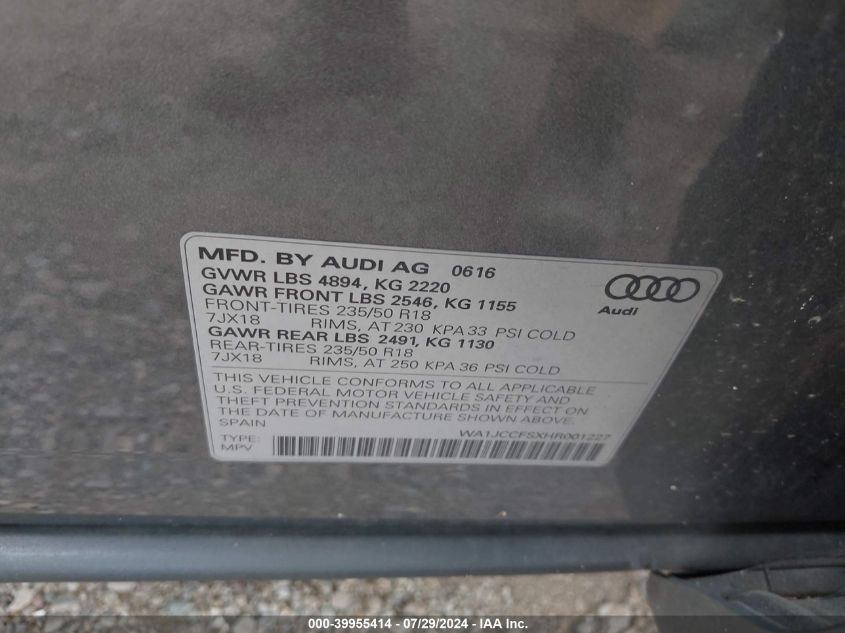 MFD. BY AUDI AG 0616
GVWR LBS 4894, KG 2220
GAWR FRONT LBS 2546, KG 1155
FRONT-TIRES 235/50 R18
7JX18 RIMS, AT 230 KPA 33 PSI COLD
GAWR REAR LBS 2491, KG 1130
REAR-TIRES 235/50 R18
7JX18 RIMS, AT 250 KPA 36 PSI COLD
Audi
THIS VEHICLE CONFORMS TO ALL APPLICABLE
U.S. FEDERAL MOTOR VEHICLE SAFETY AND
THEFT PREVENTION STANDARDS IN EFFECT ON
THE DATE OF MANUFACTURE SHOWN ABOVE.
SPAIN
WA1JCCFSXHR001227
TYPE:
MPV
000-39955414 - 07/29/2024 - IAA Inc.